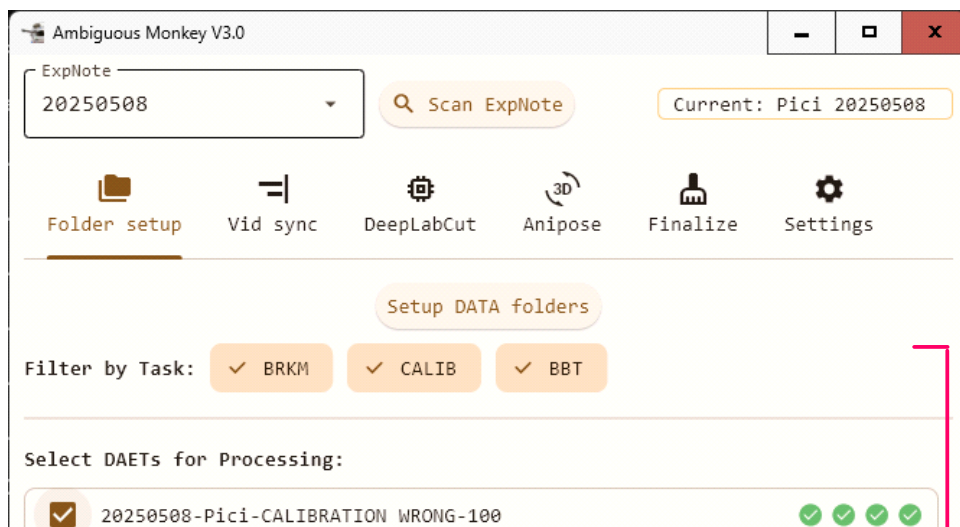 Ambiguous Monkey V3.0
ExpNote
20250508
Scan ExpNote
Current: Pici 20250508
3D
Folder setup
Vid sync
DeepLabCut
Anipose
Finalize
Settings
Setup DATA folders
Filter by Task:
BRKM
CALIB
BBT
Select DAETs for Processing:
20250508-Pici-CALIBRATION WRONG-100